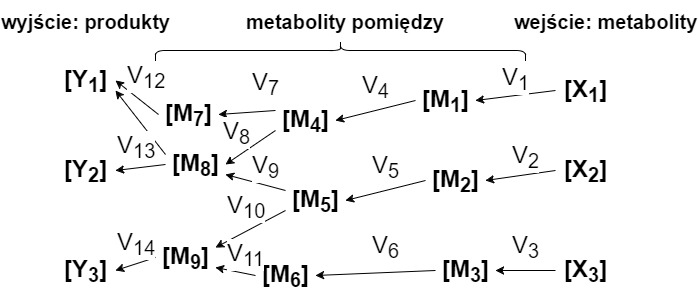 wyjście: produkty metabolity pomiędzy wejście: metabolity
[Y1] V12 V7 V4 V1 [X1]
[M7] [M4] [M1]
V8
[Y2] V13 [M8] V9 V5 V2 [X2]
[M5] [M2]
V10
[Y3] V14 [M9] V11 V6 V3 [X3]
[M6] [M3]